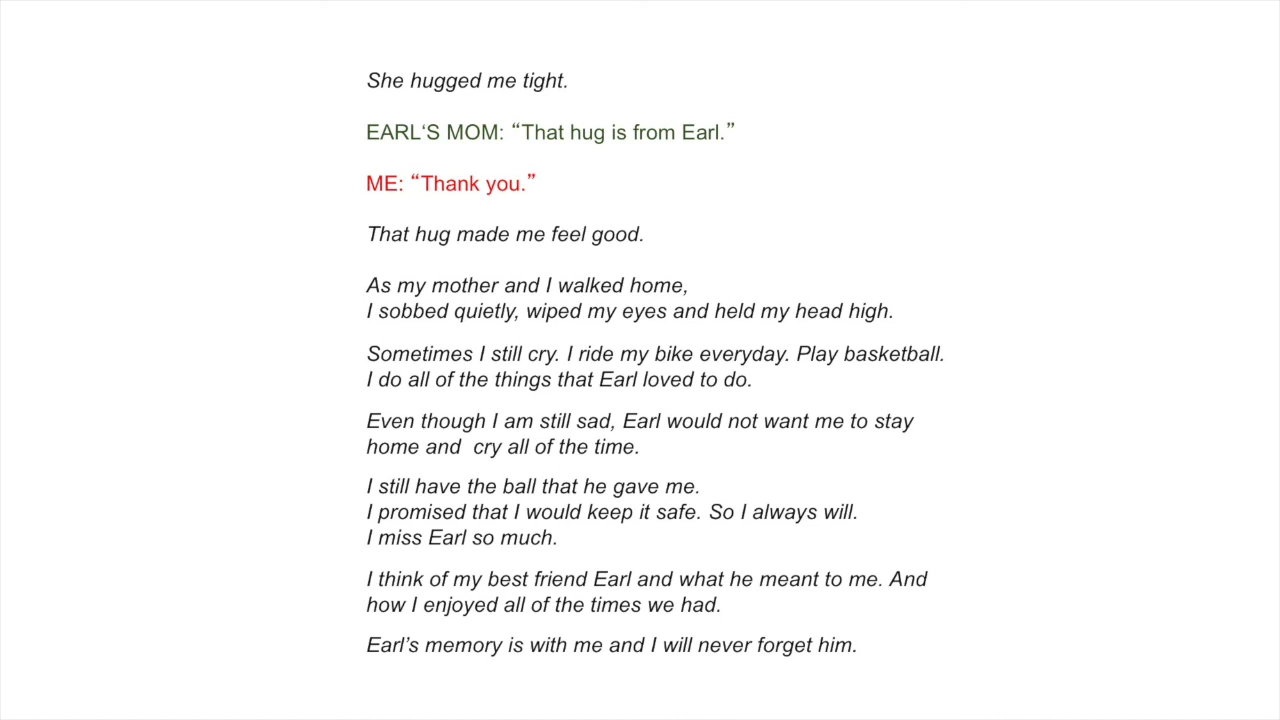 She hugged me tight.
EARL‘S MOM: “That hug is from Earl.”
ME: “Thank you.”
That hug made me feel good.
As my mother and I walked home,
I sobbed quietly, wiped my eyes and held my head high.
Sometimes I still cry. I ride my bike everyday. Play basketball.
I do all of the things that Earl loved to do.
Even though I am still sad, Earl would not want me to stay
home and  cry all of the time.
I still have the ball that he gave me.
I promised that I would keep it safe. So I always will.
I miss Earl so much.
I think of my best friend Earl and what he meant to me. And
how I enjoyed all of the times we had.
Earl’s memory is with me and I will never forget him.